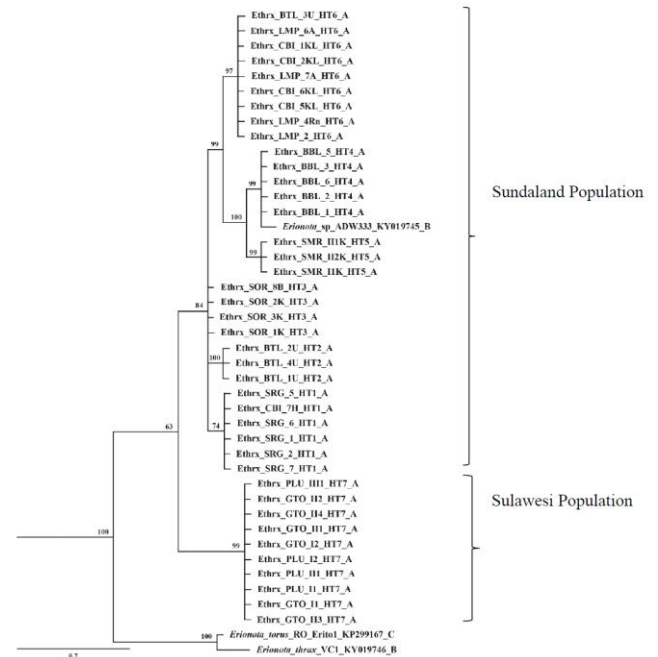 Ethrx_BTL_3U_HT6_A
Ethrx_LMP_6A_HT6_A
Ethrx_CBI_1KL_HT6_A
97
Ethrx_CBI_2KL_HT6_A
Ethrx_LMP_7A_HT6_A
Ethrx_CBI_6KL_HT6_A
Ethrx_CBI_5KL_HT6_A
Ethrx_LMP_4Rn_HT6_A
Ethrx_LMP_2_HT6_A
99
Ethrx_BBL_5_HT4_A
Ethrx_BBL_3_HT4_A
99
Ethrx_BBL_6_HT4_A
Ethrx_BBL_2_HT4_A
Sundaland Population
Ethrx_BBL_1_HT4_A
100
Erionota_sp_ADW333_KY019745_B
Ethrx_SMR_II1K_HT5_A
99
Ethrx_SMR_II2K_HT5_A
Ethrx_SMR_I1K_HT5_A
Ethrx_SOR_8B_HT3_A
Ethrx_SOR_2K_HT3_A
84
Ethrx_SOR_3K_HT3_A
Ethrx_SOR_1K_HT3_A
Ethrx_BTL_2U_HT2_A
100
Ethrx_BTL_4U_HT2_A
Ethrx_BTL_1U_HT2_A
Ethrx_SRG_5_HT1_A
Ethrx_CBI_7H_HT1_A
74
Ethrx_SRG_6_HT1_A
63
Ethrx_SRG_1_HT1_A
Ethrx_SRG_2_HT1_A
Ethrx_SRG_7_HT1_A
Ethrx_PLU_III1_HT7_A
Ethrx_GTO_II2_HT7_A
Sulawesi Population
Ethrx_GTO_II4_HT7_A
Ethrx_GTO_II1_HT7_A
100
Ethrx_GTO_I2_HT7_A
99
Ethrx_PLU_I2_HT7_A
Ethrx_PLU_II1_HT7_A
Ethrx_PLU_I1_HT7_A
Ethrx_GTO_I1_HT7_A
Ethrx_GTO_II3_HT7_A
100
Erionota_torus_RO_Erito1_KP299167_C
Erionota_thrax_VC1_KY019746_B